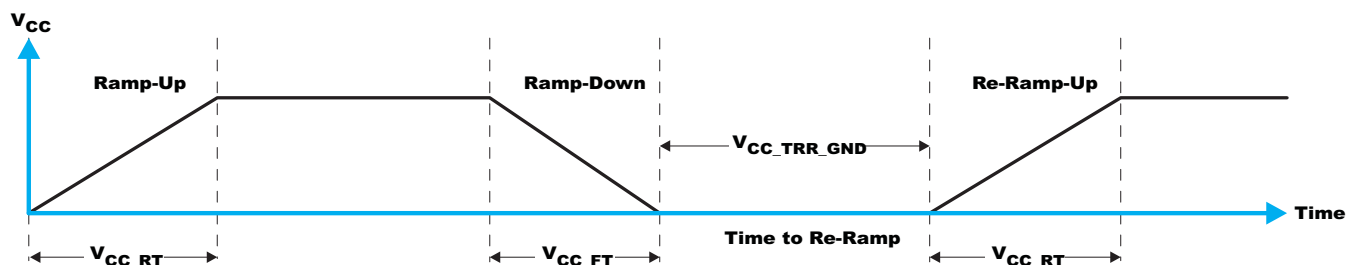 VCC
Ramp-Up
Ramp-Down
Re-Ramp-Up
VCC_TRR_GND
Time
Time to Re-Ramp
VCC_RT
VCC_FT
VCC_RT